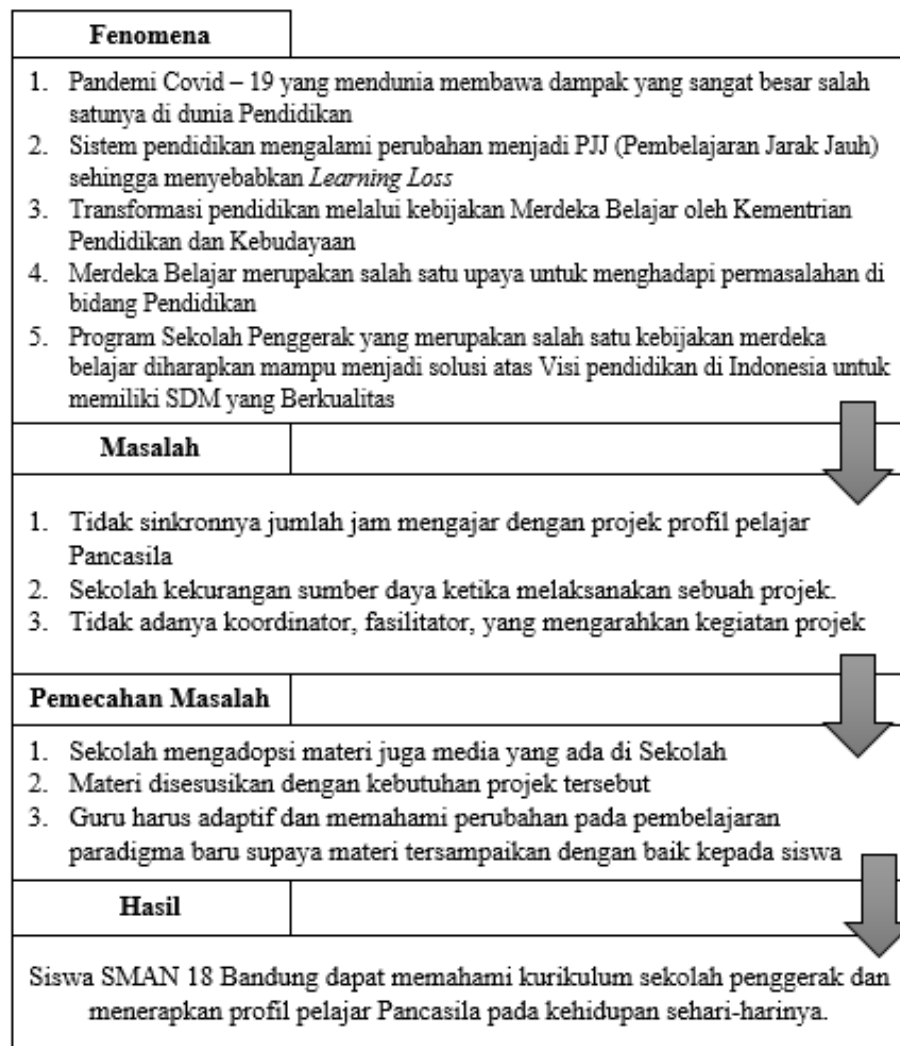 Fenomena
1. Pandemi Covid – 19 yang mendunia membawa dampak yang sangat besar salah
satunya di dunia Pendidikan
2. Sistem pendidikan mengalami perubahan menjadi PJJ (Pembelajaran Jarak Jauh)
sehingga menyebabkan Learning Loss
3. Transformasi pendidikan melalui kebijakan Merdeka Belajar oleh Kementrian
Pendidikan dan Kebudayaan
4. Merdeka Belajar merupakan salah satu upaya untuk menghadapi permasalahan di
bidang Pendidikan
5. Program Sekolah Penggerak yang merupakan salah satu kebijakan merdeka
belajar diharapkan mampu menjadi solusi atas Visi pendidikan di Indonesia untuk
memiliki SDM yang Berkualitas
Masalah
1. Tidak sinkronnya jumlah jam mengajar dengan projek profil pelajar
Pancasila
2. Sekolah kekurangan sumber daya ketika melaksanakan sebuah projek.
3. Tidak adanya koordinator, fasilitator, yang mengarahkan kegiatan projek
Pemecahan Masalah
1. Sekolah mengadopsi materi juga media yang ada di Sekolah
2. Materi disesusikan dengan kebutuhan projek tersebut
3. Guru harus adaptif dan memahami perubahan pada pembelajaran
paradigma baru supaya materi tersampaikan dengan baik kepada siswa
Hasil
Siswa SMAN 18 Bandung dapat memahami kurikulum sekolah penggerak dan
menerapkan profil pelajar Pancasila pada kehidupan sehari-harinya.